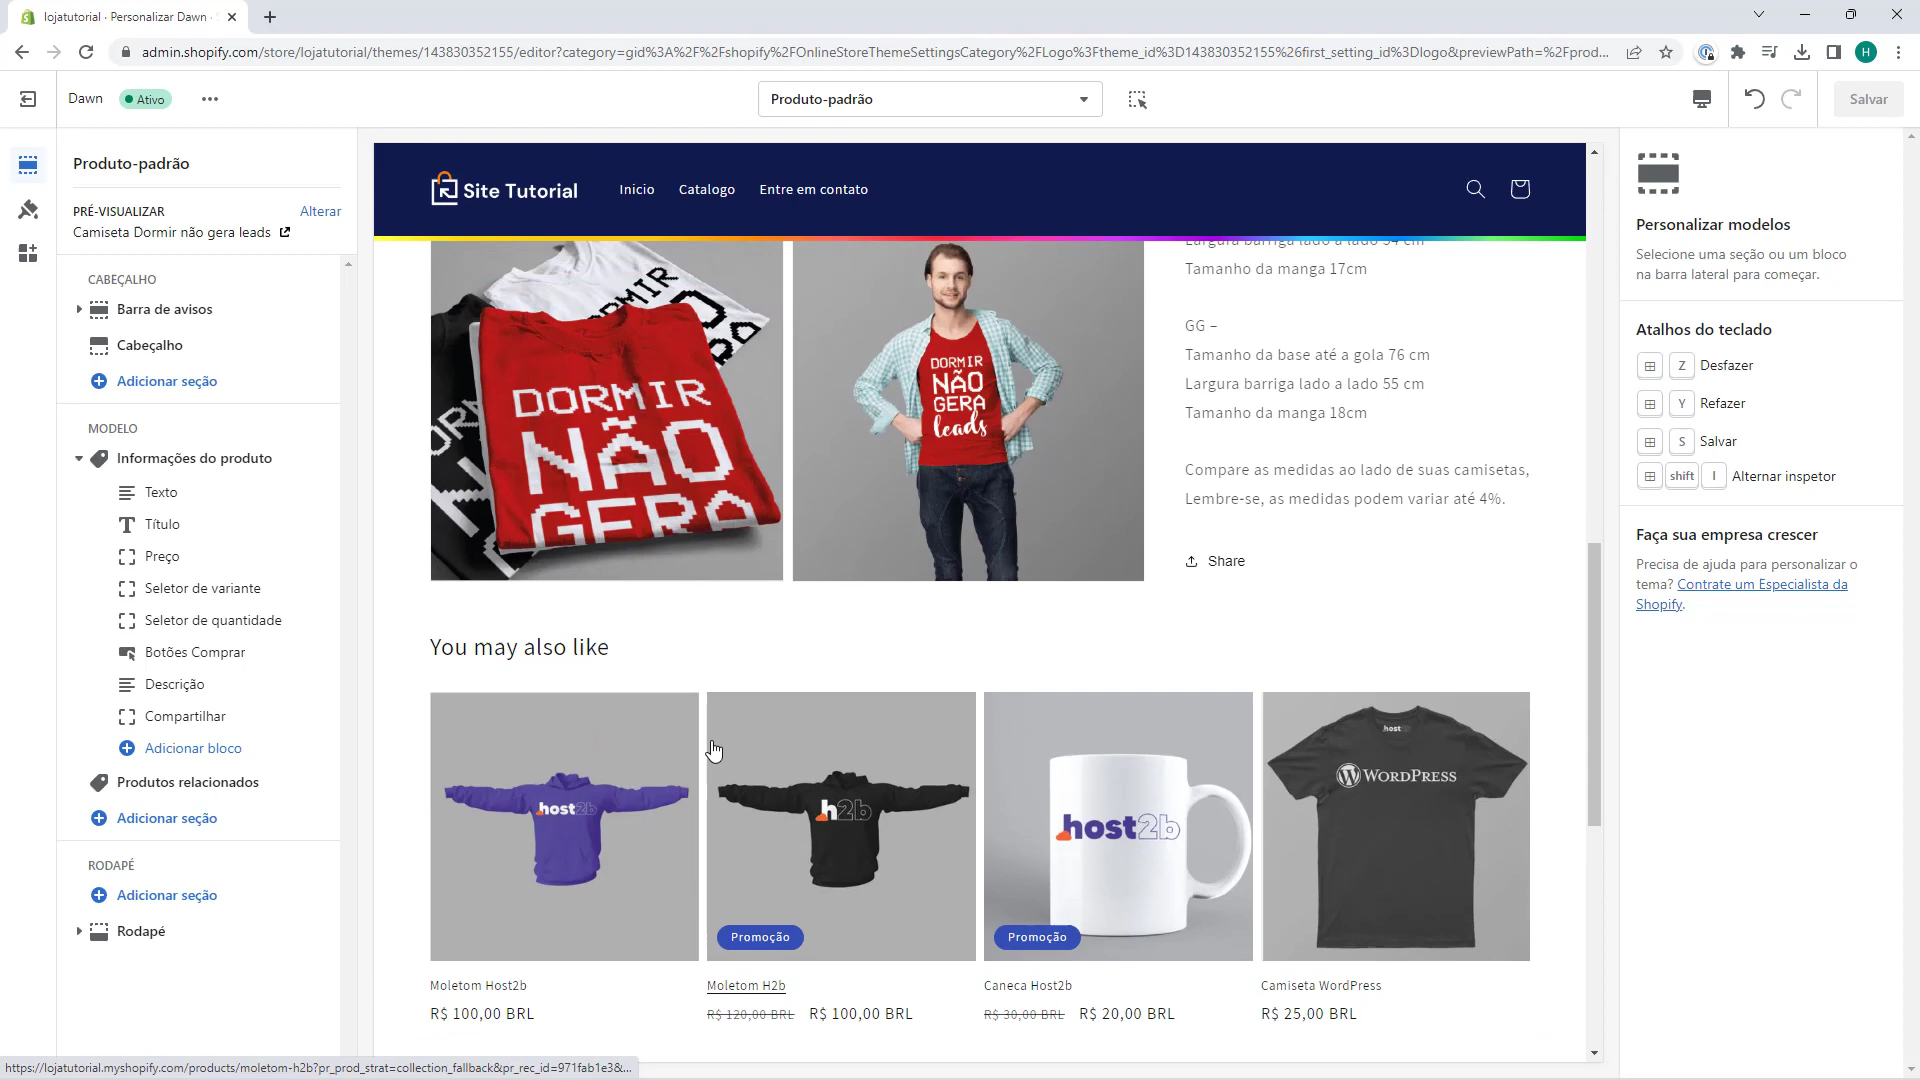 lojatutorial · Personalizar Dawn ·
admin.shopify.com/store/lojatutorial/themes/143830352155/editor?category=gid%3A%2F%2Fshopify%2FOnlineStoreThemeSettingsCategory%2FLogo%3Ftheme_id%3D143830352155%26first_setting_id%3Dlogo&previewPath=%2Fprod...
H
Dawn
Ativo
Produto-padrão
Salvar
Produto-padrão
PRÉ-VISUALIZAR
Alterar
Camiseta Dormir não gera leads
CABEÇALHO
Barra de avisos
Cabeçalho
Adicionar seção
MODELO
Informações do produto
Texto
Título
Preço
Seletor de variante
Seletor de quantidade
Botões Comprar
Descrição
Compartilhar
Adicionar bloco
Produtos relacionados
Adicionar seção
RODAPÉ
Adicionar seção
Rodapé
Site Tutorial
Inicio
Catalogo
Entre em contato
DORMIR
DORMIR
NÃO
GERA
DORMIR
NÃO
GERA
leads
Largura barriga lado a lado 54 cm
Tamanho da manga 17cm
GG –
Tamanho da base até a gola 76 cm
Largura barriga lado a lado 55 cm
Tamanho da manga 18cm
Compare as medidas ao lado de suas camisetas,
Lembre-se, as medidas podem variar até 4%.
Share
You may also like
host2b
h2b
Promoção
host2b
Promoção
host
WORDPRESS
Moletom Host2b
R$ 100,00 BRL
Moletom H2b
R$ 120,00 BRL R$ 100,00 BRL
Caneca Host2b
R$ 30,00 BRL R$ 20,00 BRL
Camiseta WordPress
R$ 25,00 BRL
Personalizar modelos
Selecione uma seção ou um bloco
na barra lateral para começar.
Atalhos do teclado
Z Desfazer
Y Refazer
S Salvar
shift I Alternar inspetor
Faça sua empresa crescer
Precisa de ajuda para personalizar o
tema? Contrate um Especialista da
Shopify.
https://lojatutorial.myshopify.com/products/moletom-h2b?pr_prod_strat=collection_fallback&pr_rec_id=971fab1e3&...